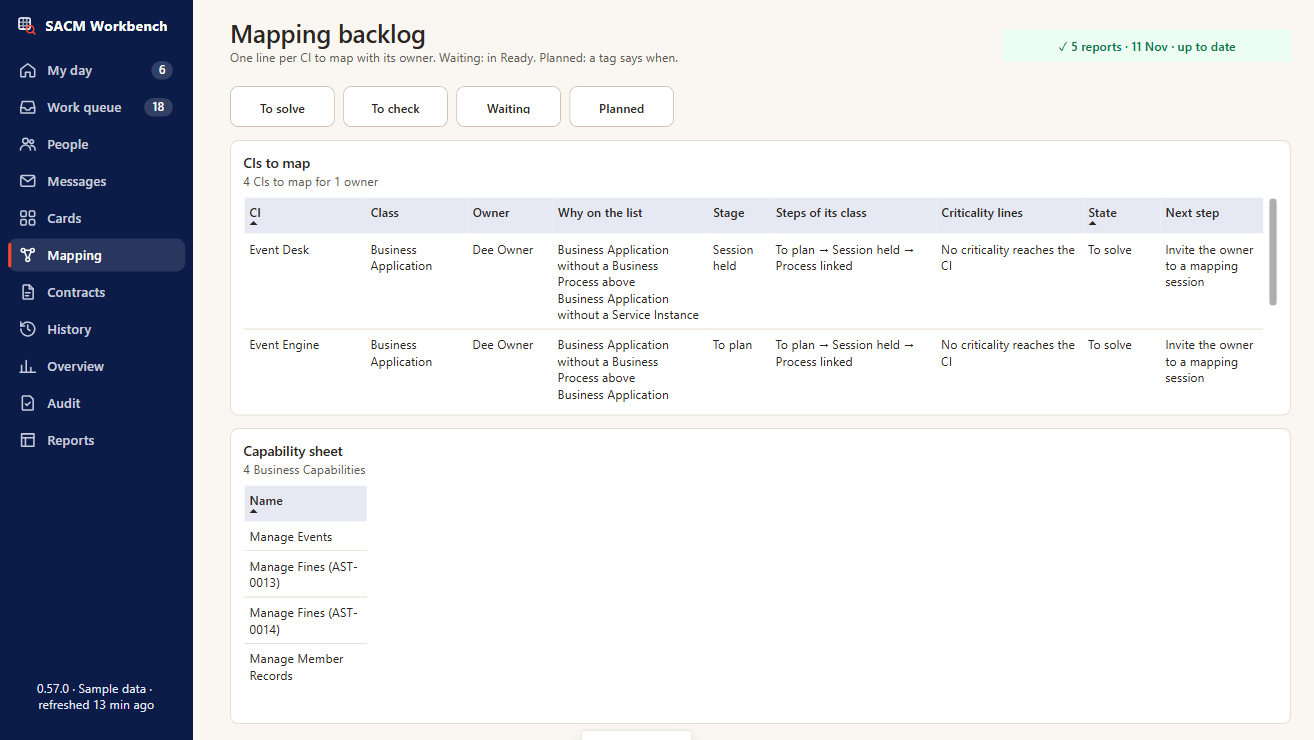 SACM Workbench
My day 6
Work queue 18
People
Messages
Cards
Mapping
Contracts
History
Overview
Audit
Reports
0.57.0 · Sample data ·
refreshed 13 min ago
Mapping backlog
One line per CI to map with its owner. Waiting: in Ready. Planned: a tag says when.
✓ 5 reports · 11 Nov · up to date
To solve
To check
Waiting
Planned
CIs to map
4 CIs to map for 1 owner
CI Class Owner Why on the list Stage Steps of its class Criticality lines State Next step
Event Desk Business Dee Owner Business Application Session To plan → Session held → No criticality reaches the To solve Invite the owner
Application without a Business held Process linked CI to a mapping
Process above session
Business Application
without a Service Instance
Event Engine Business Dee Owner Business Application To plan To plan → Session held → No criticality reaches the To solve Invite the owner
Application without a Business Process linked CI to a mapping
Process above session
Business Application
Capability sheet
4 Business Capabilities
Name
Manage Events
Manage Fines (AST-
0013)
Manage Fines (AST-
0014)
Manage Member
Records